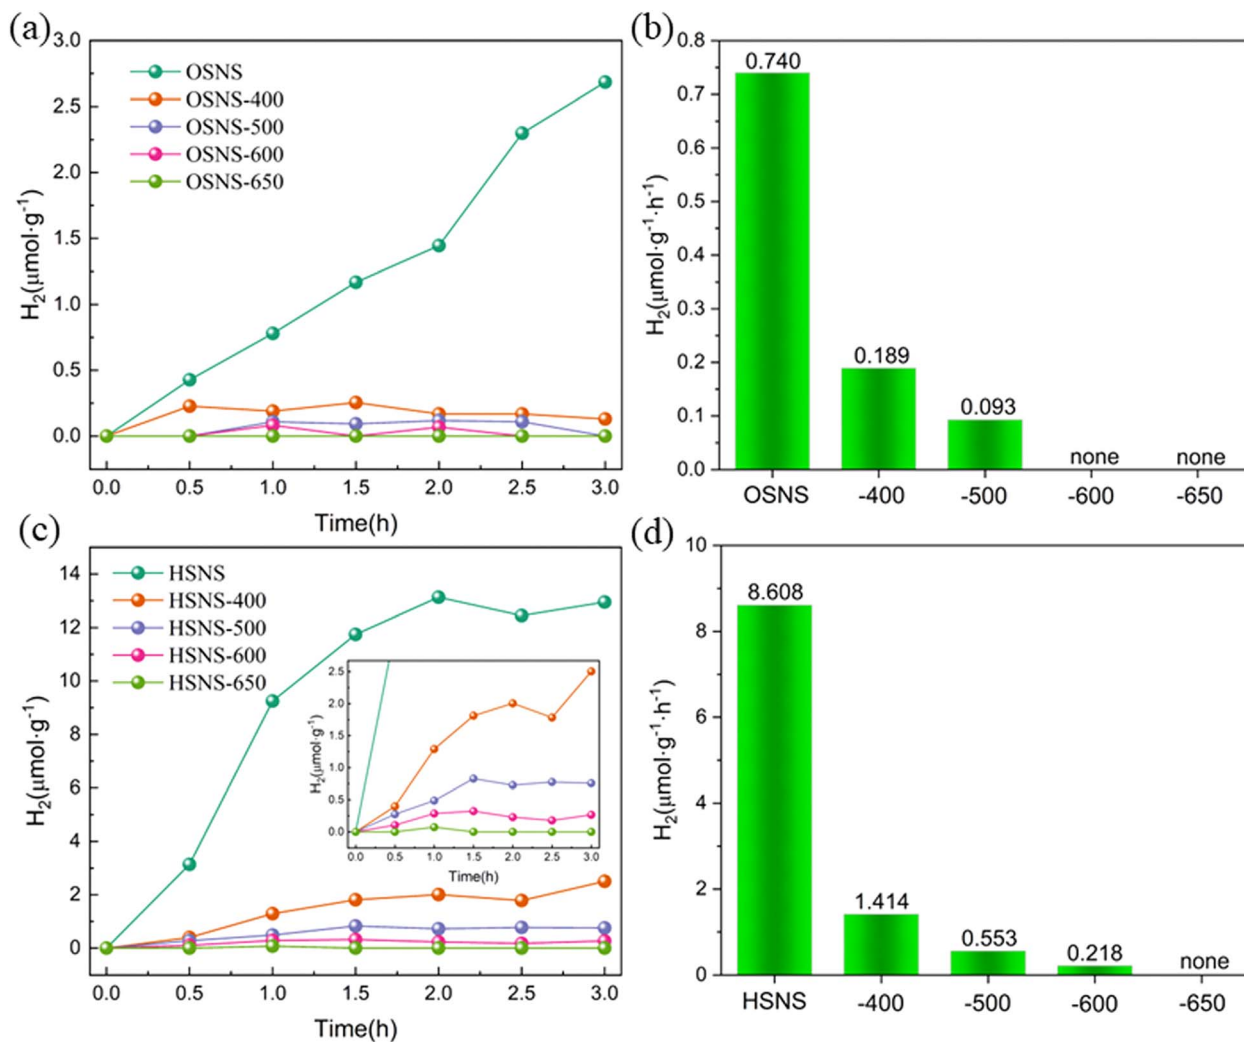 (a)
3.0
2.5
2.0
1.5
1.0
0.5
0.0
H₂(μmol·g⁻¹)
OSNS
OSNS-400
OSNS-500
OSNS-600
OSNS-650
0.0 0.5 1.0 1.5 2.0 2.5 3.0
Time(h)
(b)
0.8
0.7
0.6
0.5
0.4
0.3
0.2
0.1
0.0
H₂(μmol·g⁻¹·h⁻¹)
0.740
0.189
0.093
none none
OSNS -400 -500 -600 -650
(c)
14
12
10
8
6
4
2
0
H₂(μmol·g⁻¹)
HSNS
HSNS-400
HSNS-500
HSNS-600
HSNS-650
2.5
2.0
1.5
1.0
0.5
0.0
H₂(μmol·g⁻¹)
0.0 0.5 1.0 1.5 2.0 2.5 3.0
Time(h)
0.0 0.5 1.0 1.5 2.0 2.5 3.0
Time(h)
(d)
10
8
6
4
2
0
H₂(μmol·g⁻¹·h⁻¹)
8.608
1.414
0.553
0.218
none
HSNS -400 -500 -600 -650